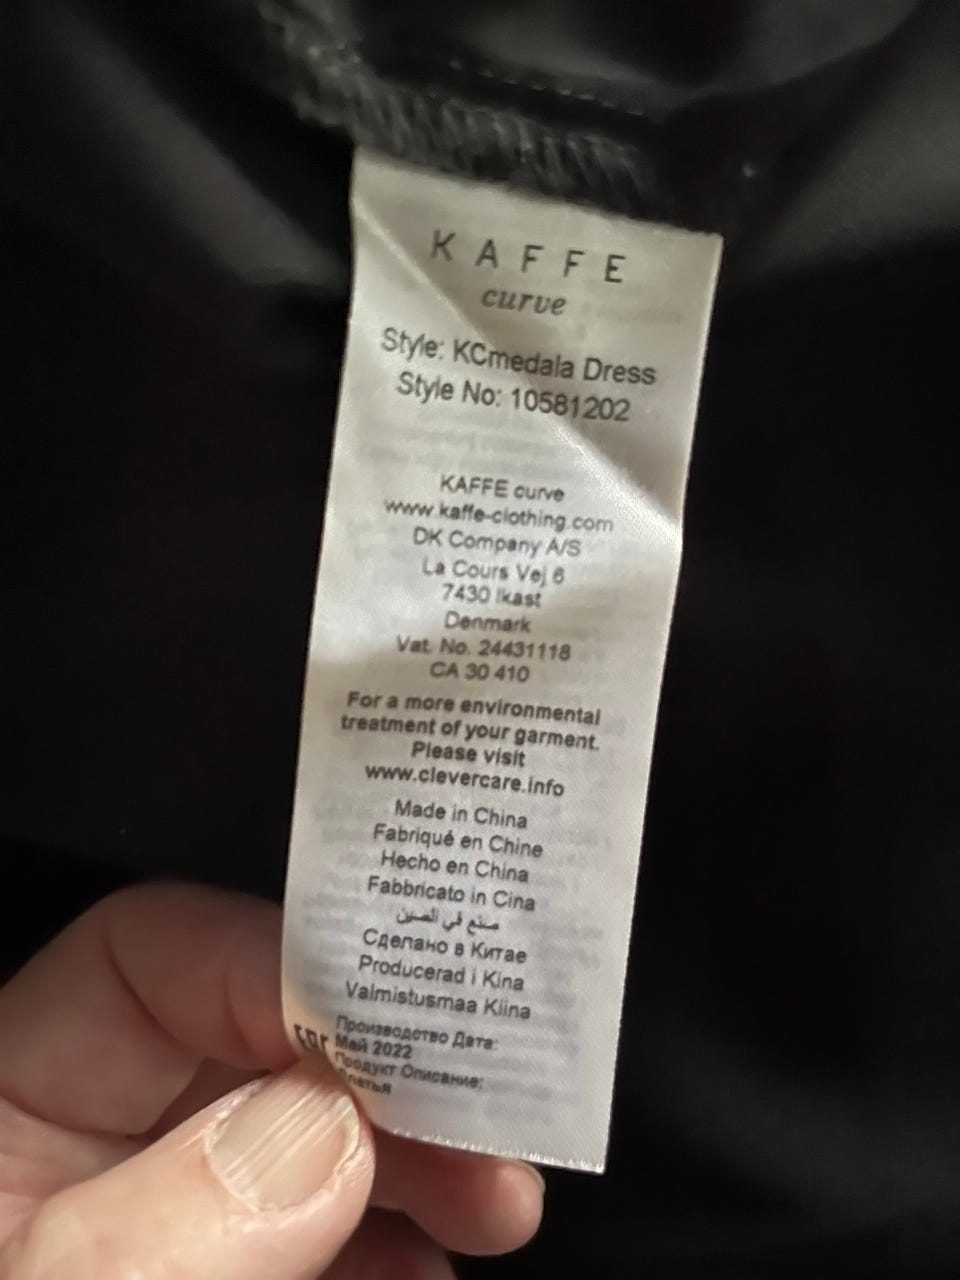 KAFFE
curve
Style: KCmedala Dress
Style No: 10581202
KAFFE curve
www.kaffe-clothing.com
DK Company A/S
La Cours Vej 6
7430 Ikast
Denmark
Vat. No. 24431118
CA 30 410
For a more environmental
treatment of your garment.
Please visit
www.clevercare.info
Made in China
Fabriqué en Chine
Hecho en China
Fabbricato in Cina
صنع في الصين
Сделано в Китае
Producerad i Kina
Valmistusmaa Kiina
Производство Дата:
EAC Май 2022
Продукт Описание:
Платья